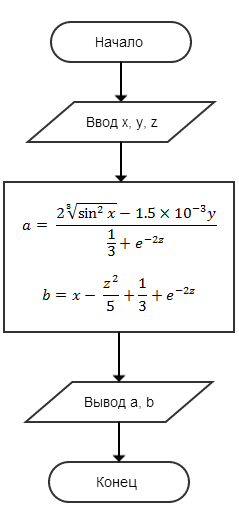 Начало
Ввод x, y, z
a = (2∛(sin² x) − 1.5 × 10⁻³y) / (1/3 + e⁻²ᶻ)
b = x − z²/5 + 1/3 + e⁻²ᶻ
Вывод a, b
Конец